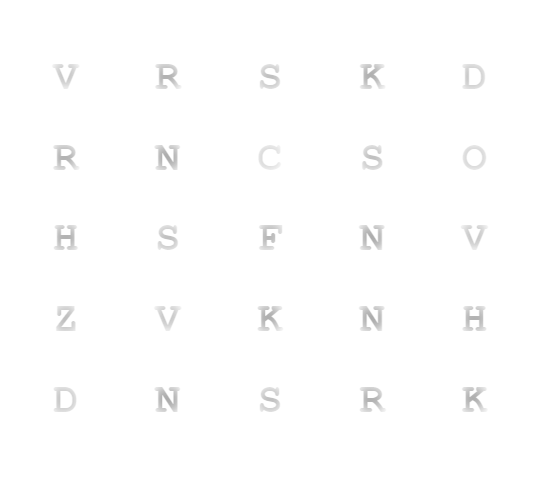 V R S K D
R N C S O
H S F N V
Z V K N H
D N S R K